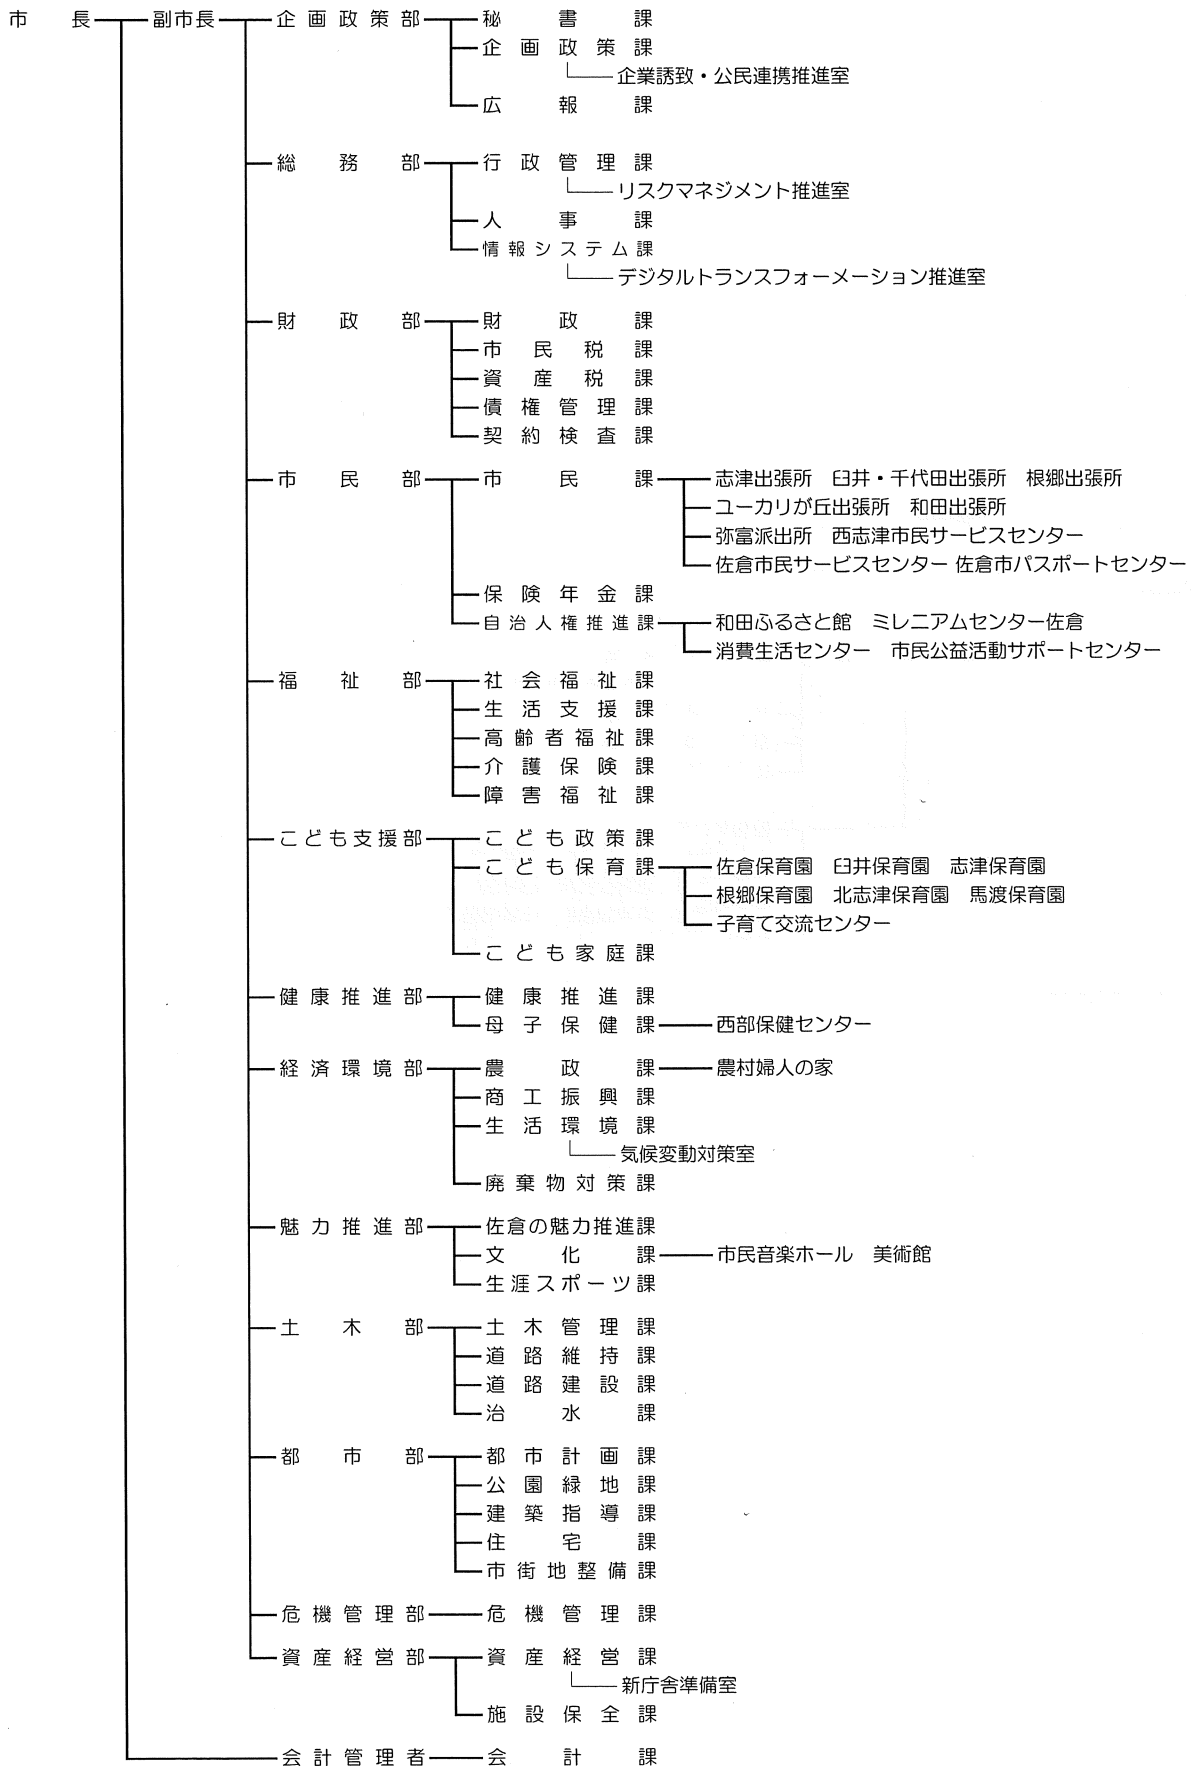 市長 副市長 企画政策部 秘書課
企画政策課
企業誘致・公民連携推進室
広報課
総務部 行政管理課
リスクマネジメント推進室
人事課
情報システム課
デジタルトランスフォーメーション推進室
財政部 財政課
市民税課
資産税課
債権管理課
契約検査課
市民部 市民課 志津出張所 臼井・千代田出張所 根郷出張所
ユーカリが丘出張所 和田出張所
弥富派出所 西志津市民サービスセンター
佐倉市民サービスセンター 佐倉市パスポートセンター
保険年金課
自治人権推進課 和田ふるさと館 ミレニアムセンター佐倉
消費生活センター 市民公益活動サポートセンター
福祉部 社会福祉課
生活支援課
高齢者福祉課
介護保険課
障害福祉課
こども支援部 こども政策課
こども保育課 佐倉保育園 臼井保育園 志津保育園
根郷保育園 北志津保育園 馬渡保育園
子育て交流センター
こども家庭課
健康推進部 健康推進課
母子保健課 西部保健センター
経済環境部 農政課 農村婦人の家
商工振興課
生活環境課
気候変動対策室
廃棄物対策課
魅力推進部 佐倉の魅力推進課
文化課 市民音楽ホール 美術館
生涯スポーツ課
土木部 土木管理課
道路維持課
道路建設課
治水課
都市部 都市計画課
公園緑地課
建築指導課
住宅課
市街地整備課
危機管理部 危機管理課
資産経営部 資産経営課
新庁舎準備室
施設保全課
会計管理者 会計課